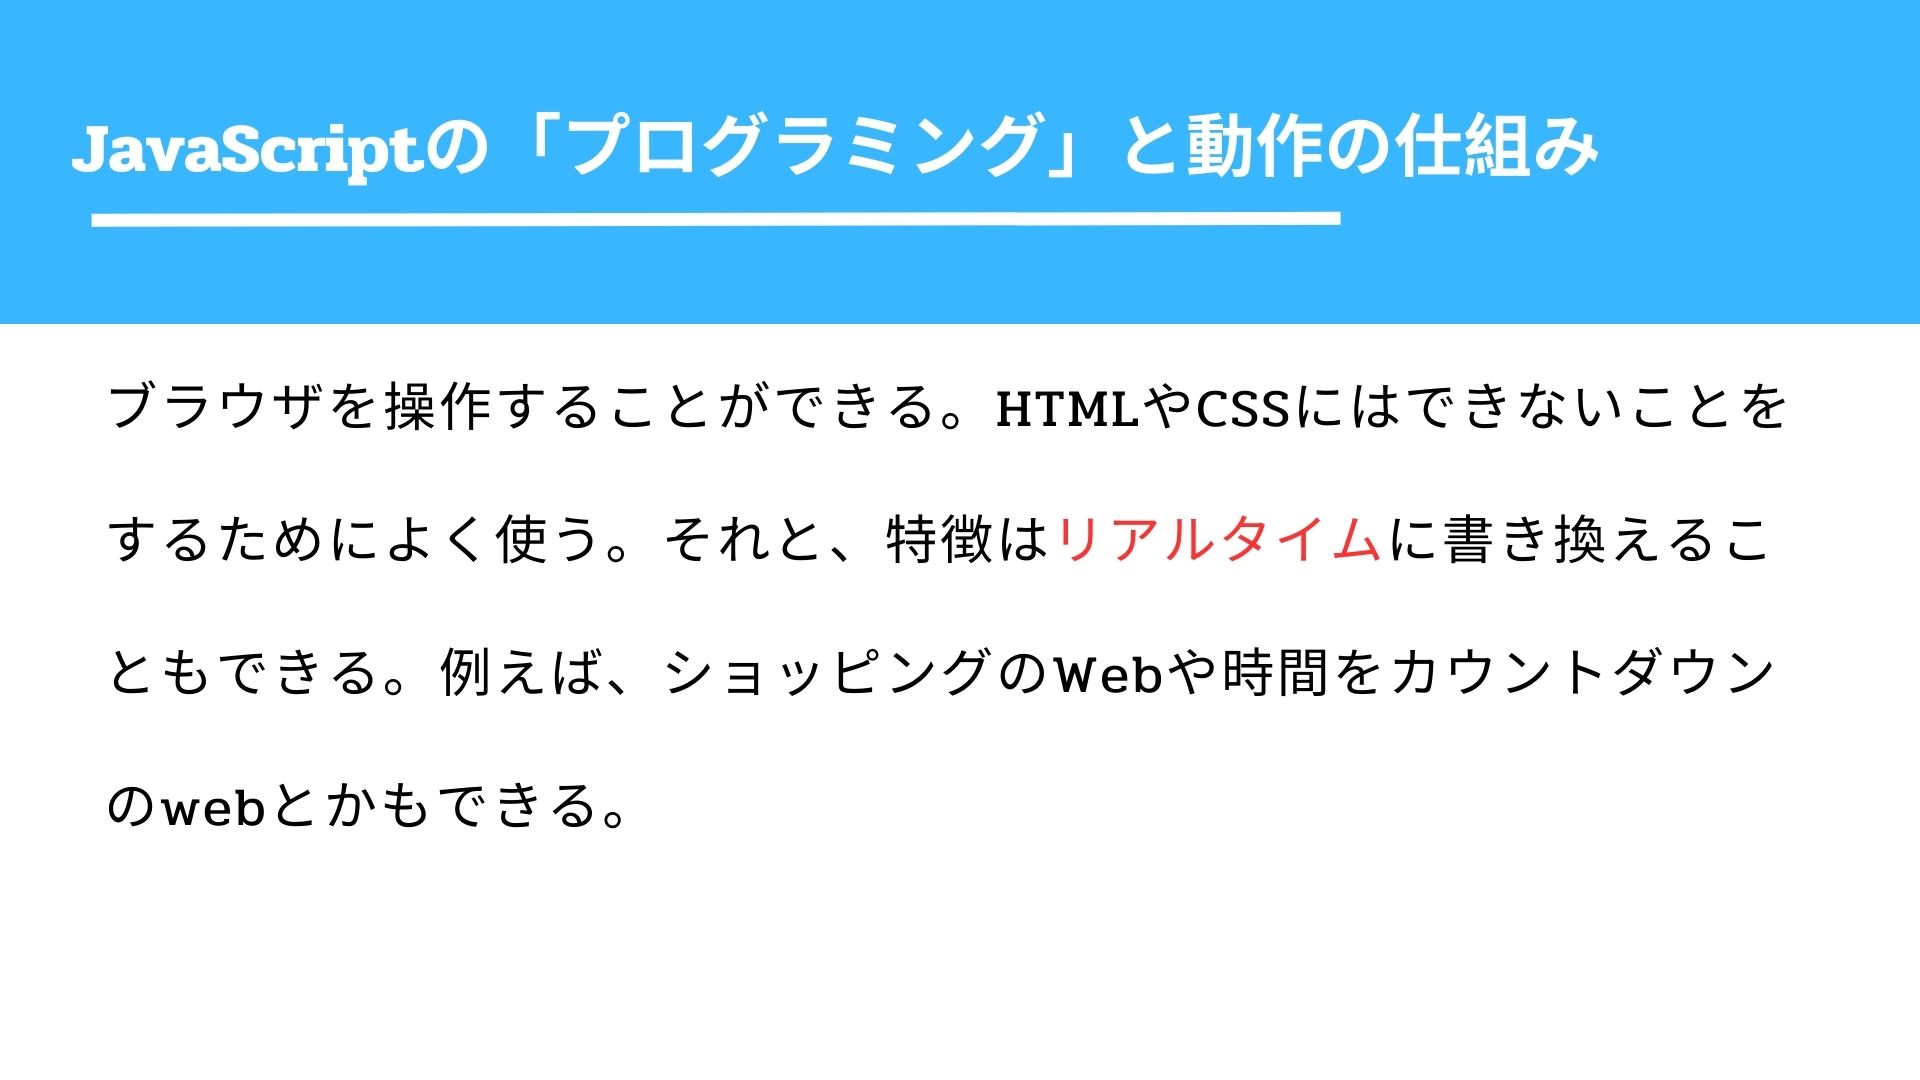 JavaScriptの「プログラミング」と動作の仕組み
ブラウザを操作することができる。HTMLやCSSにはできないことを
するためによく使う。それと、特徴はリアルタイムに書き換えるこ
ともできる。例えば、ショッピングのWebや時間をカウントダウン
のwebとかもできる。